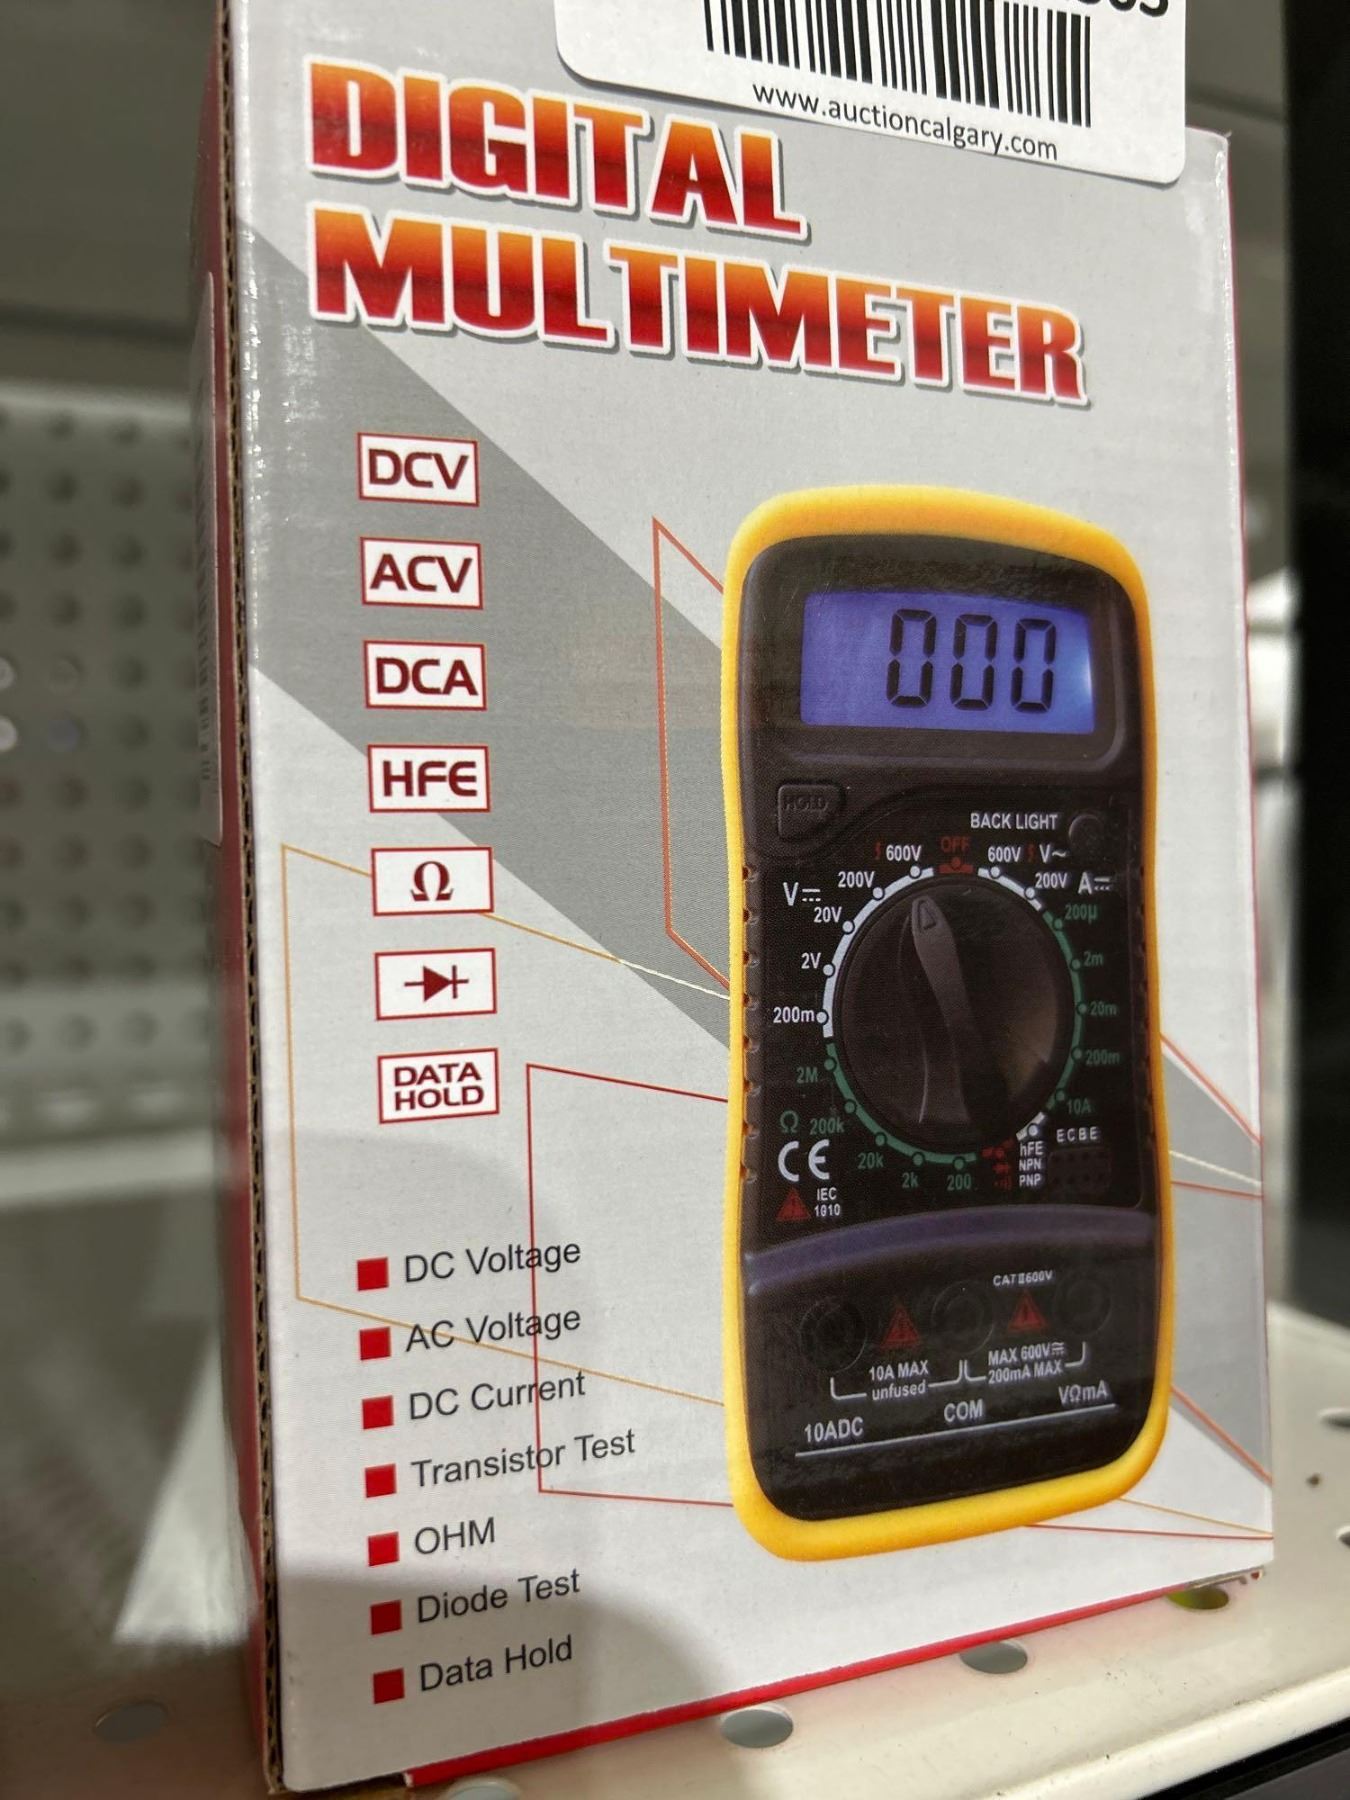 www.auctioncalgary.com
DIGITAL
MULTIMETER
DCV
ACV
DCA
HFE
Ω
DATA
HOLD
DC Voltage
AC Voltage
DC Current
Transistor Test
OHM
Diode Test
Data Hold
000
HOLD
BACK LIGHT
OFF
600V 600V V~
200V 200V A
V 20V 200µ
2V 2m
200m 20m
2M 200m
Ω 200k 10A
20k 2k 200
hFE
NPN
PNP
E C B E
CE
IEC
1010
CAT II 600V
10A MAX
unfused
MAX 600V
200mA MAX
10ADC COM VΩmA